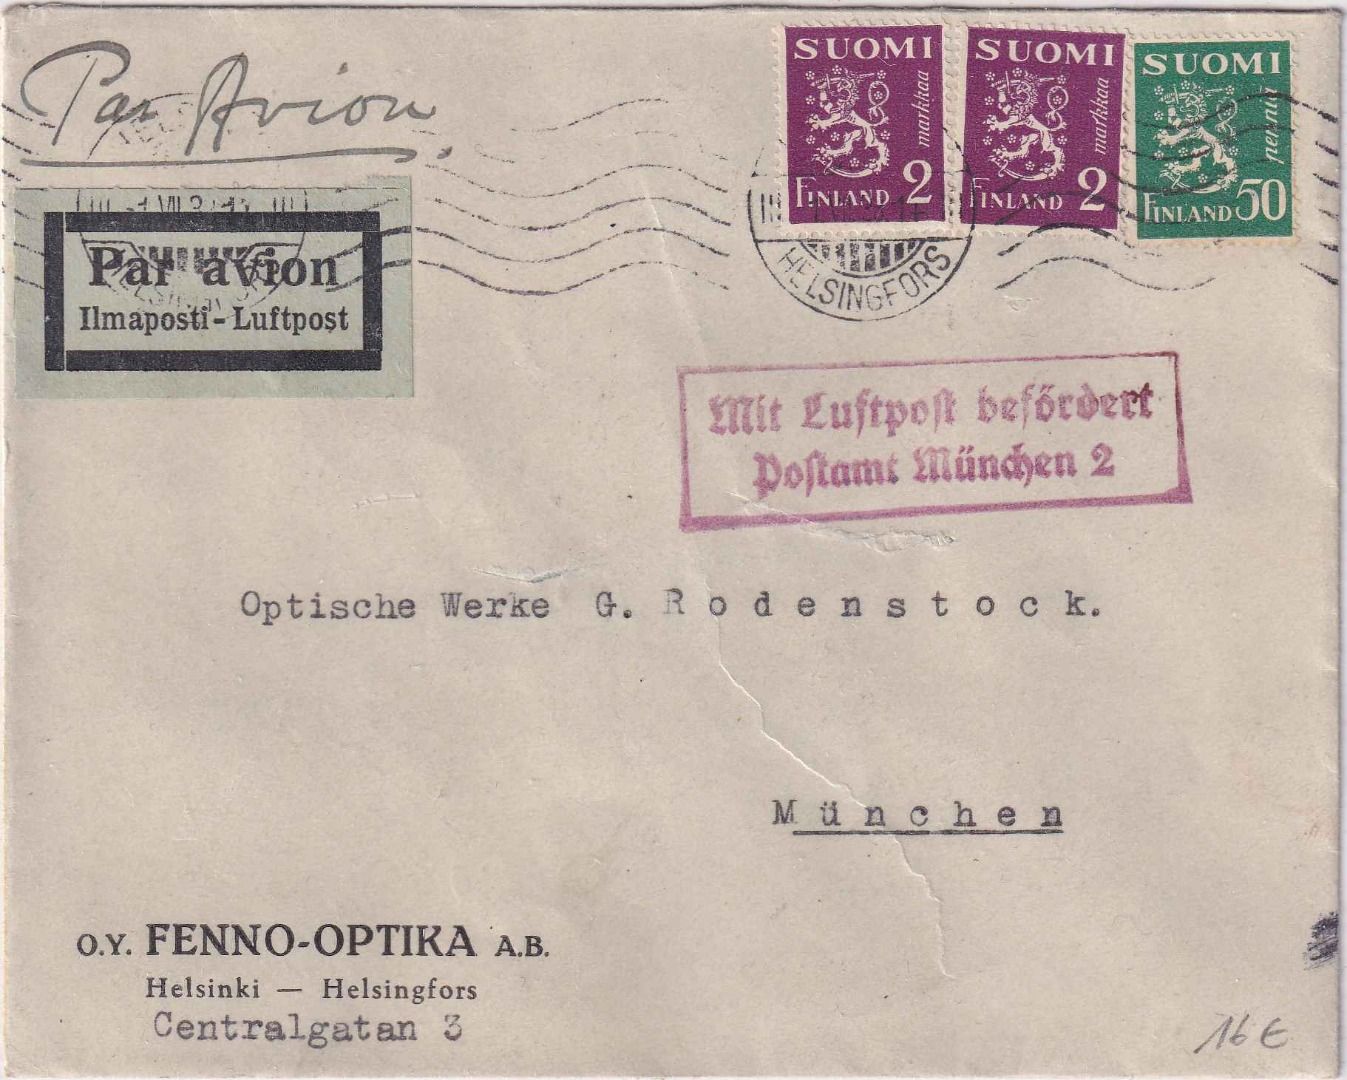 Par Avion
SUOMI
markkaa
FINLAND 2
SUOMI
markkaa
FINLAND 2
SUOMI
penniä
FINLAND 50
HELSINGFORS
Par avion
Ilmaposti - Luftpost
Mit Luftpost befördert
Postamt München 2
Optische Werke G. Rodenstock.
München
O.Y. FENNO-OPTIKA A.B.
Helsinki — Helsingfors
Centralgatan 3
16 €